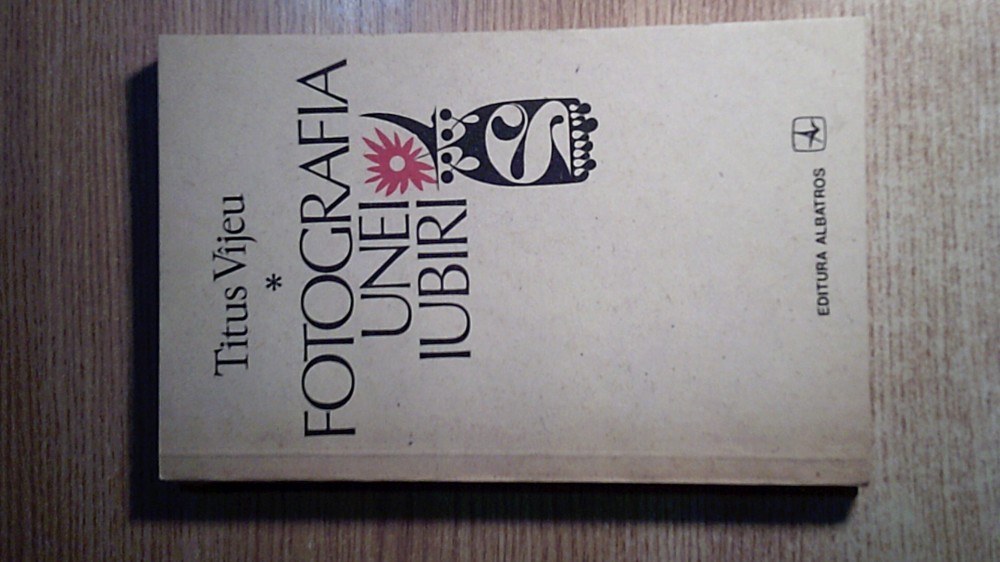 Titus Vijeu
*
FOTOGRAFIA
UNEI
IUBIRI
EDITURA ALBATROS